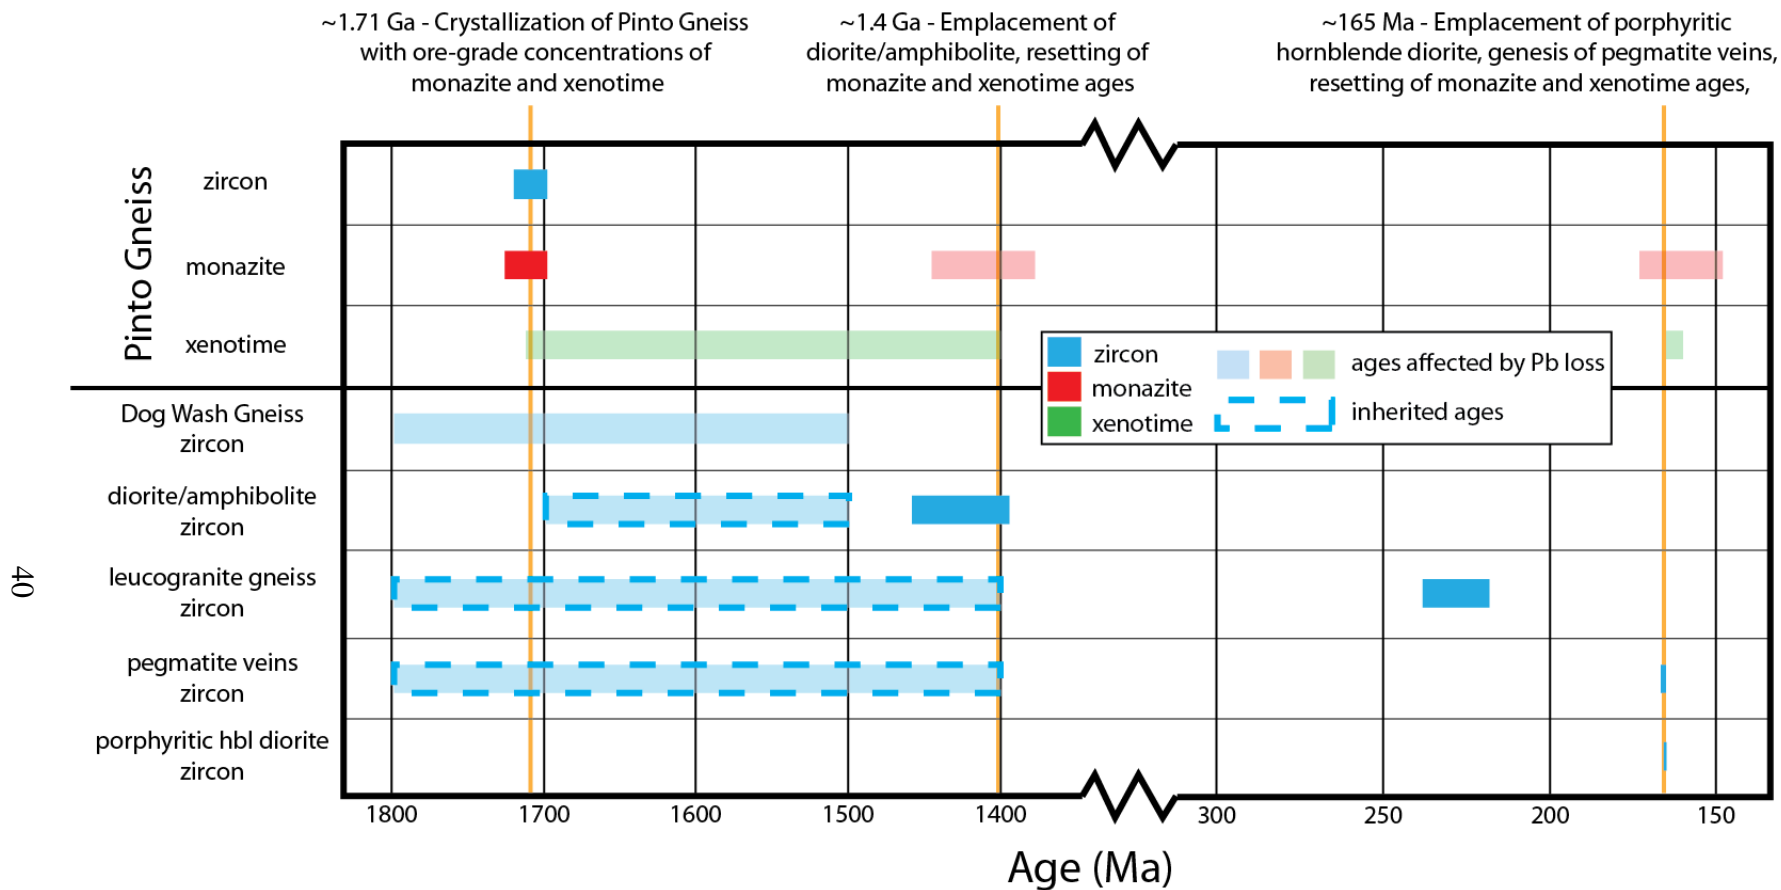 ~1.71 Ga - Crystallization of Pinto Gneiss
with ore-grade concentrations of
monazite and xenotime
~1.4 Ga - Emplacement of
diorite/amphibolite, resetting of
monazite and xenotime ages
~165 Ma - Emplacement of porphyritic
hornblende diorite, genesis of pegmatite veins,
resetting of monazite and xenotime ages,
Pinto Gneiss
zircon
monazite
xenotime
zircon
monazite
xenotime
ages affected by Pb loss
inherited ages
Dog Wash Gneiss
zircon
diorite/amphibolite
zircon
leucogranite gneiss
zircon
pegmatite veins
zircon
porphyritic hbl diorite
zircon
40
1800 1700 1600 1500 1400 300 250 200 150
Age (Ma)